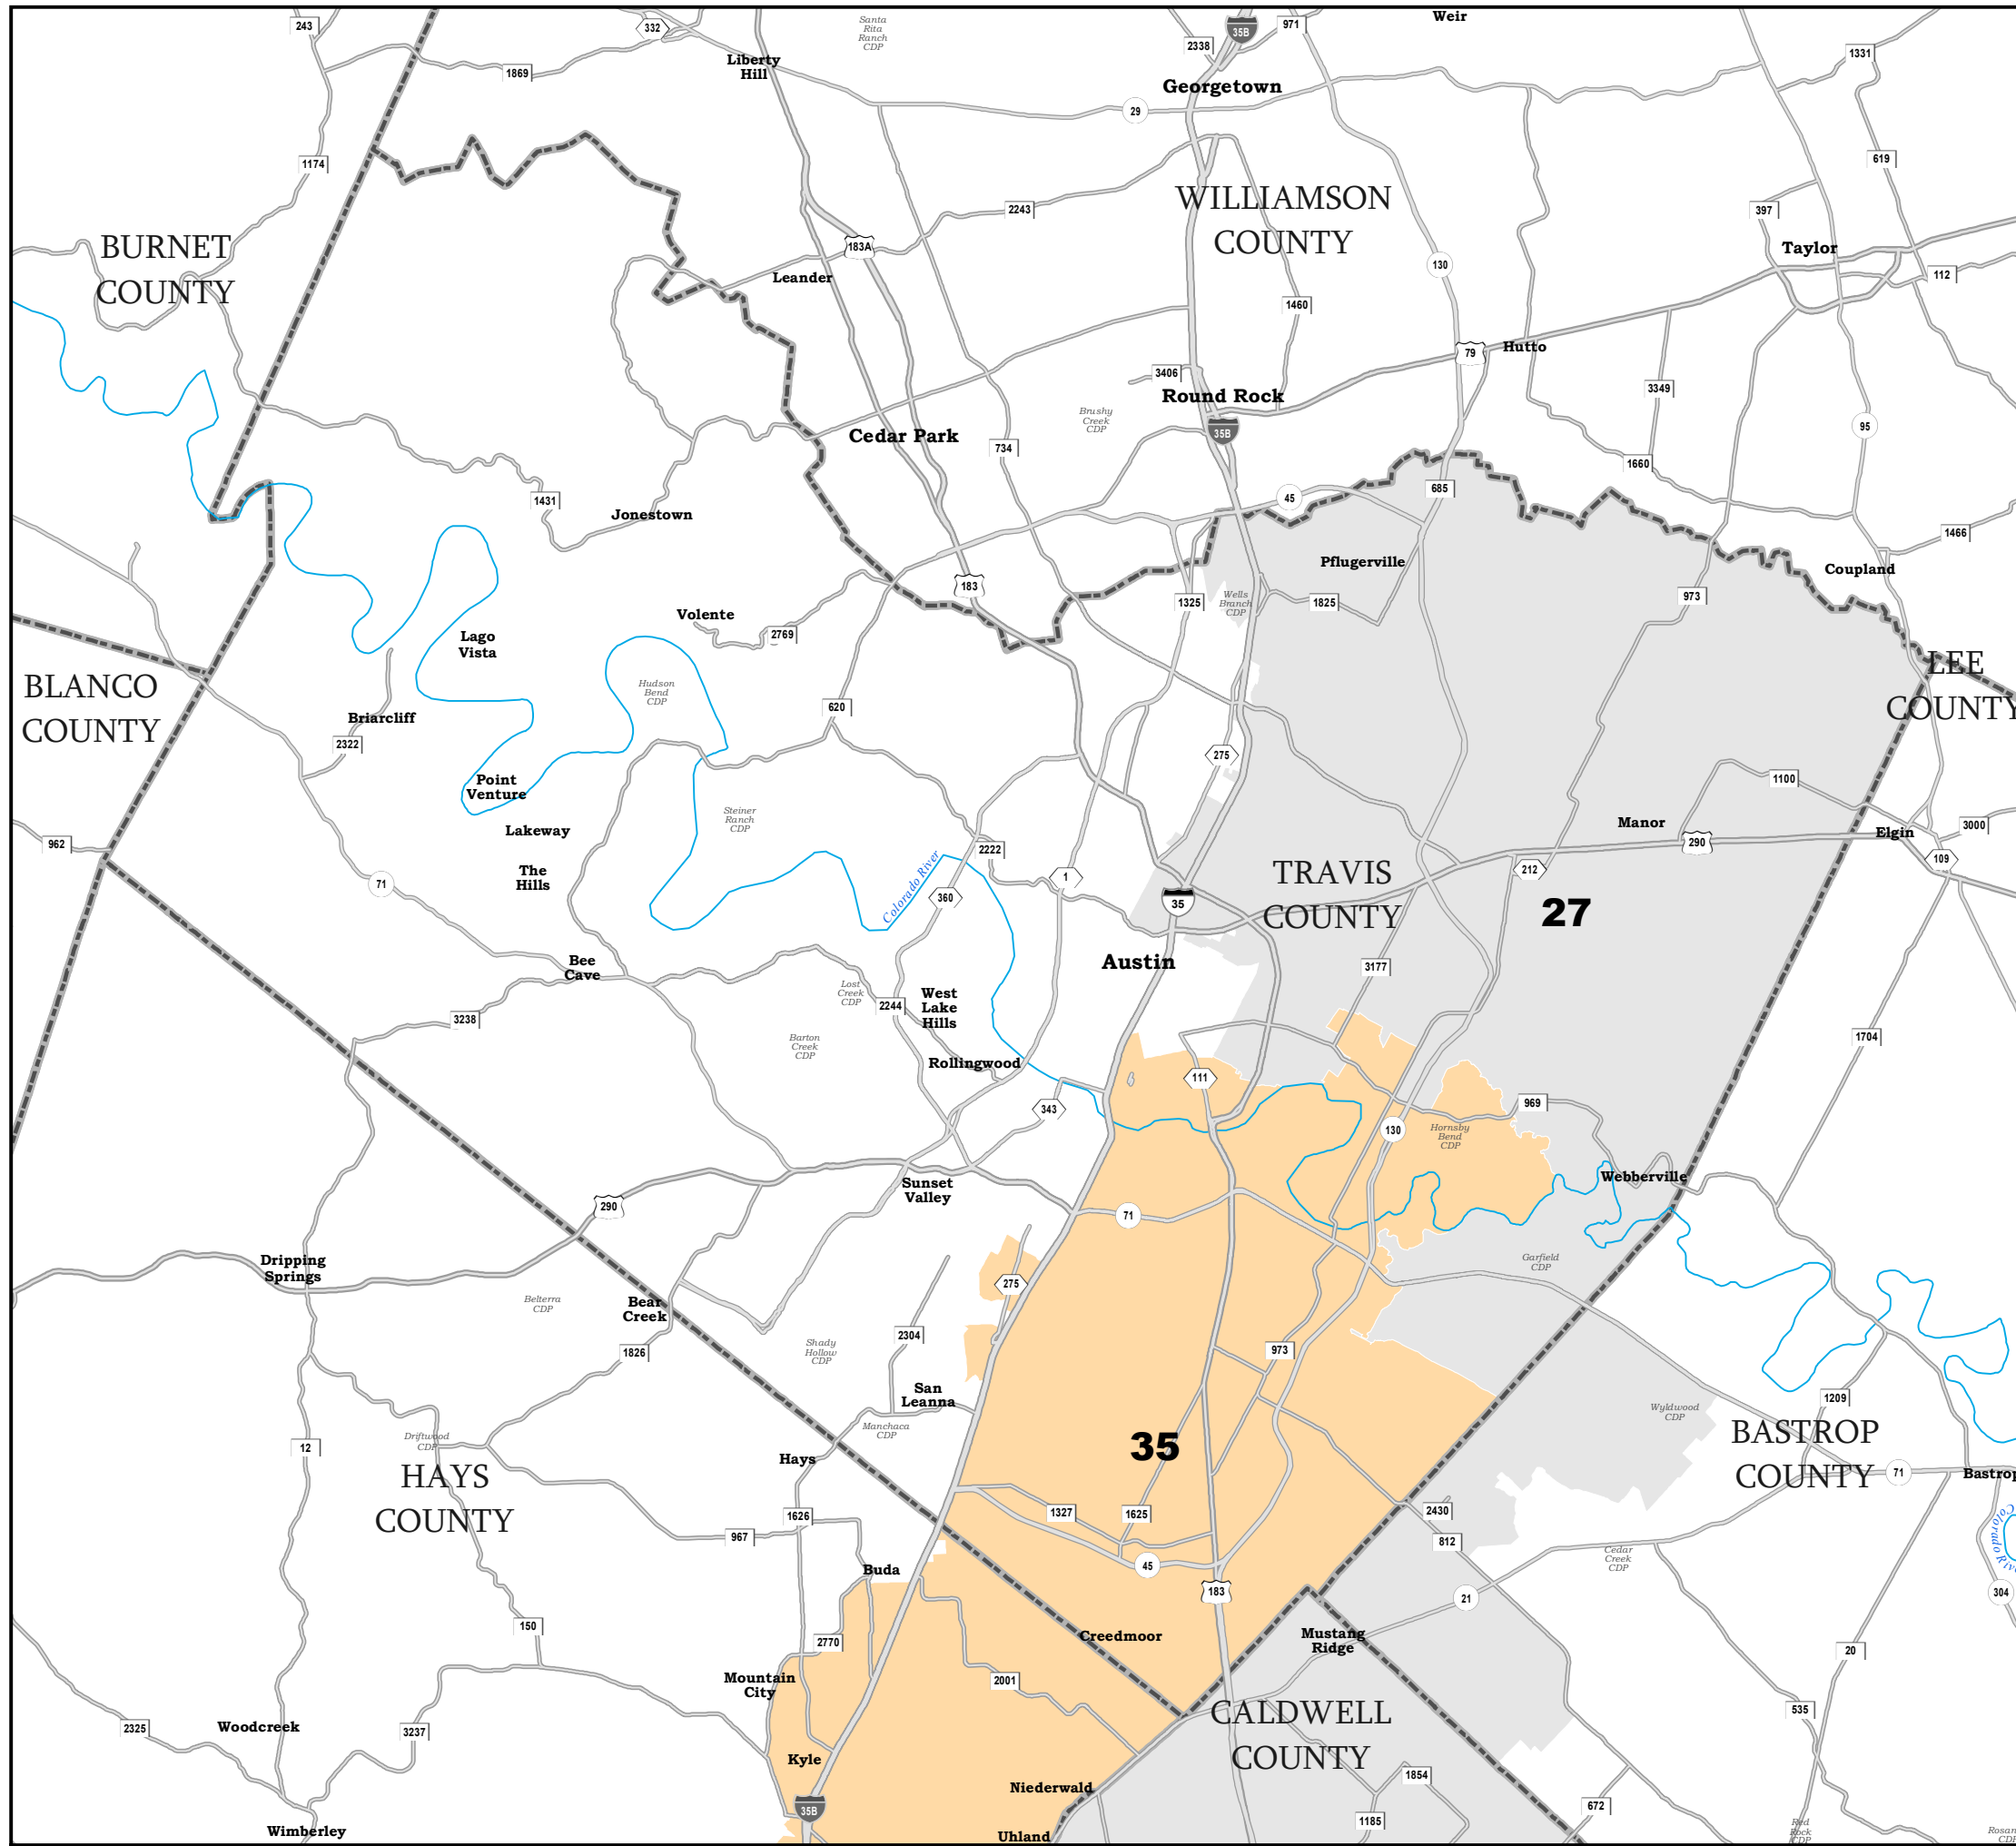 243
332
Santa
Rita
Ranch
CDP
2338
35B
971
Weir
1331
1869
Liberty
Hill
Georgetown
29
1174
619
WILLIAMSON
COUNTY
2243
397
BURNET
COUNTY
183A
Leander
130
Taylor
112
1460
79
Hutto
3406
Round Rock
3349
Brushy
Creek
CDP
35B
Cedar Park
734
95
1660
1431
45
685
Jonestown
1466
Pflugerville
Coupland
183
Wells
Branch
CDP
1325
1825
973
Volente
2769
Lago
Vista
LEE
COUNTY
BLANCO
COUNTY
Hudson
Bend
CDP
620
Briarcliff
2322
275
Point
Venture
1100
Steiner
Ranch
CDP
Lakeway
Manor
290
Elgin
3000
962
2222
109
The
Hills
71
Colorado River
360
1
212
TRAVIS
COUNTY
35
27
Austin
Bee
Cave
3177
Lost
Creek
CDP
2244
West
Lake
Hills
3238
Barton
Creek
CDP
1704
Rollingwood
111
343
969
130
Hornsby
Bend
CDP
Webberville
Sunset
Valley
290
71
Dripping
Springs
Garfield
CDP
275
Belterra
CDP
Bear
Creek
2304
Shady
Hollow
CDP
1826
973
San
Leanna
1209
Wyldwood
CDP
Manchaca
CDP
Driftwood
CDP
12
35
BASTROP
COUNTY
Hays
HAYS
COUNTY
71
Bastrop
1626
1327
1625
2430
967
812
Colorado Riv
45
Cedar
Creek
CDP
Buda
183
21
304
150
Creedmoor
Mustang
Ridge
2770
20
Mountain
City
2001
CALDWELL
COUNTY
535
2325
Woodcreek
3237
Kyle
Niederwald
1854
35B
1185
672
Wimberley
Uhland
Red
Rock
CDP
Rosan